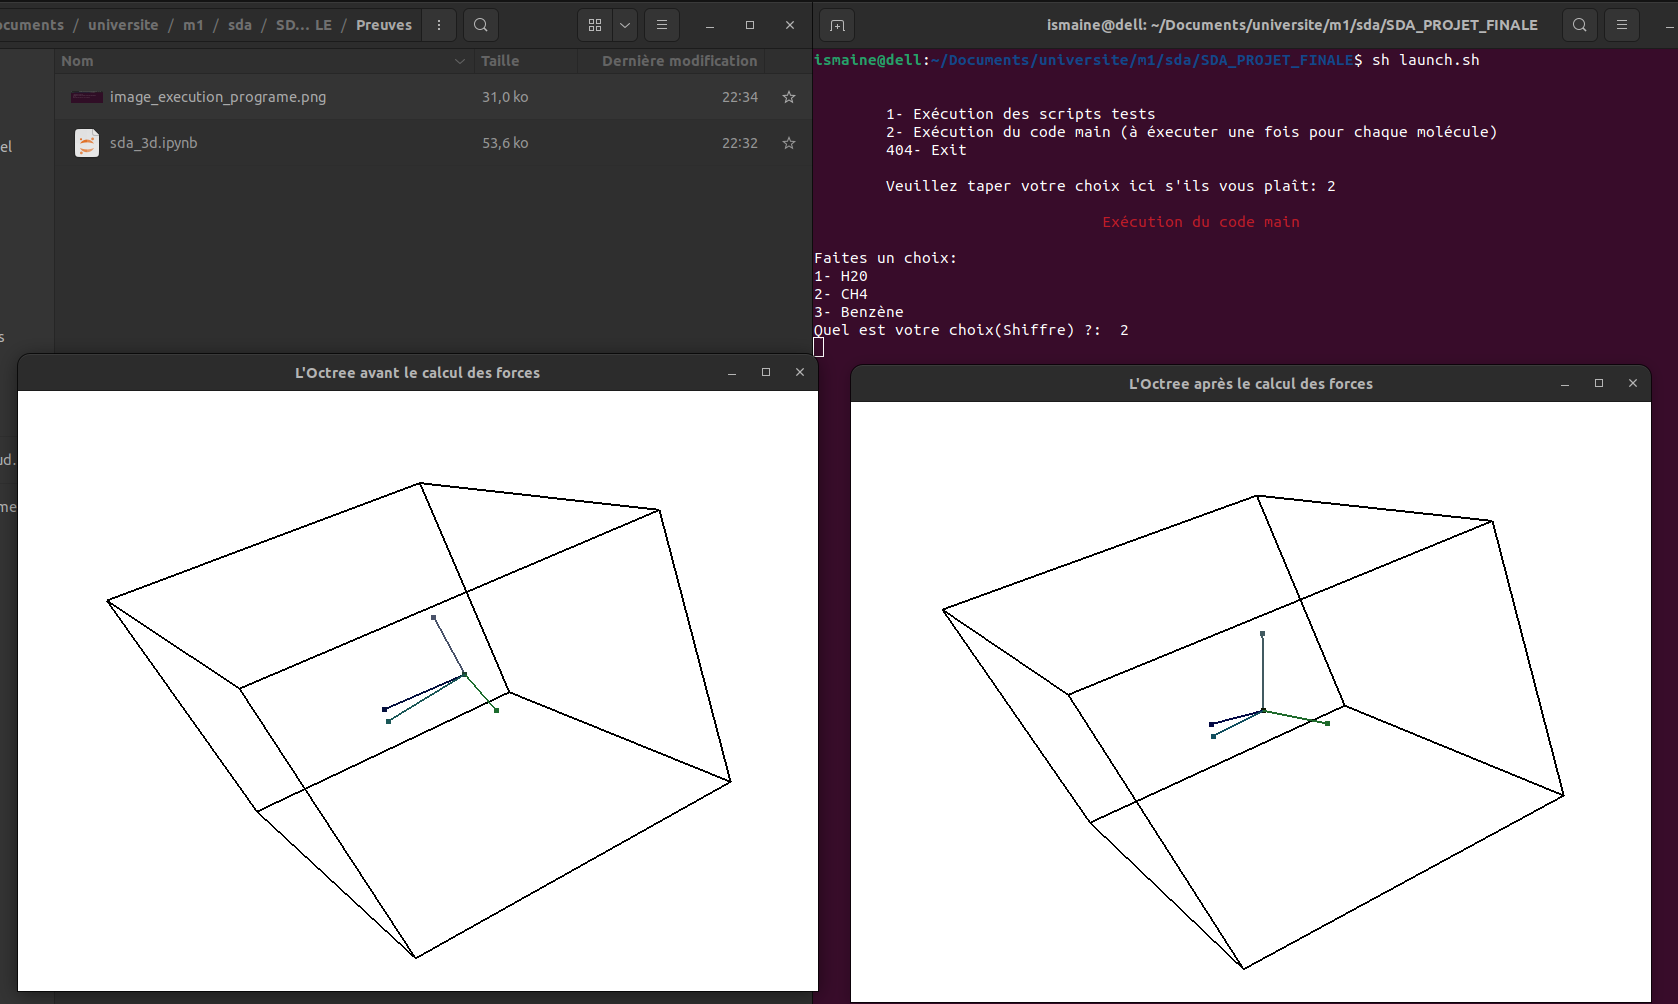 ocuments / universite / m1 / sda / SD... LE / Preuves
Nom Taille Dernière modification
image_execution_programe.png 31,0 ko 22:34
sda_3d.ipynb 53,6 ko 22:32
el
s
ud.
me
ismaine@dell: ~/Documents/universite/m1/sda/SDA_PROJET_FINALE
ismaine@dell:~/Documents/universite/m1/sda/SDA_PROJET_FINALE$ sh launch.sh
1- Exécution des scripts tests
2- Exécution du code main (à éxecuter une fois pour chaque molécule)
404- Exit
Veuillez taper votre choix ici s'ils vous plaît: 2
Exécution du code main
Faites un choix:
1- H20
2- CH4
3- Benzène
Quel est votre choix(Shiffre) ?: 2
L'Octree avant le calcul des forces
L'Octree après le calcul des forces